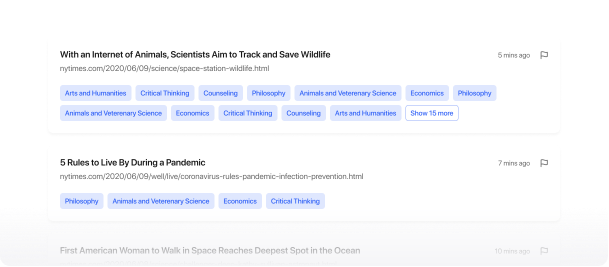 With an Internet of Animals, Scientists Aim to Track and Save Wildlife 5 mins ago
nytimes.com/2020/06/09/science/space-station-wildlife.html
Arts and Humanities Critical Thinking Counseling Philosophy Animals and Veterenary Science Economics Philosophy
Animals and Veterenary Science Economics Critical Thinking Counseling Arts and Humanities Show 15 more
5 Rules to Live By During a Pandemic 7 mins ago
nytimes.com/2020/06/09/well/live/coronavirus-rules-pandemic-infection-prevention.html
Philosophy Animals and Veterenary Science Economics Critical Thinking
First American Woman to Walk in Space Reaches Deepest Spot in the Ocean 10 mins ago